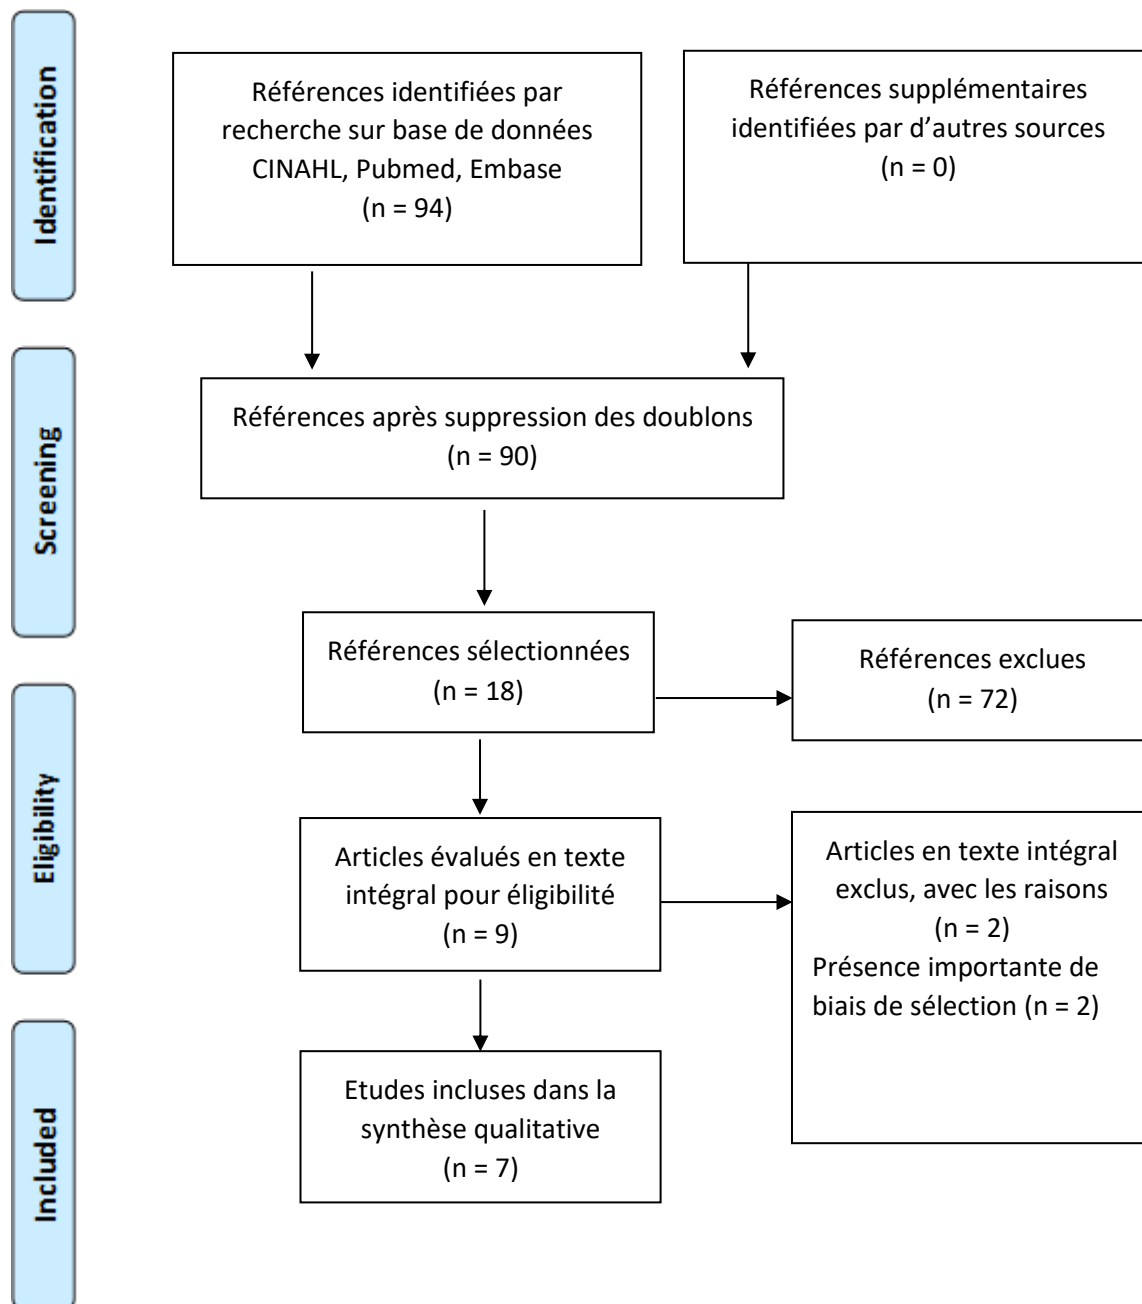 Identification
Références identifiées par
recherche sur base de données
CINAHL, Pubmed, Embase
(n = 94)
Références supplémentaires
identifiées par d’autres sources
(n = 0)
Screening
Références après suppression des doublons
(n = 90)
Références sélectionnées
(n = 18)
Références exclues
(n = 72)
Eligibility
Articles évalués en texte
intégral pour éligibilité
(n = 9)
Articles en texte intégral
exclus, avec les raisons
(n = 2)
Présence importante de
biais de sélection (n = 2)
Included
Etudes incluses dans la
synthèse qualitative
(n = 7)